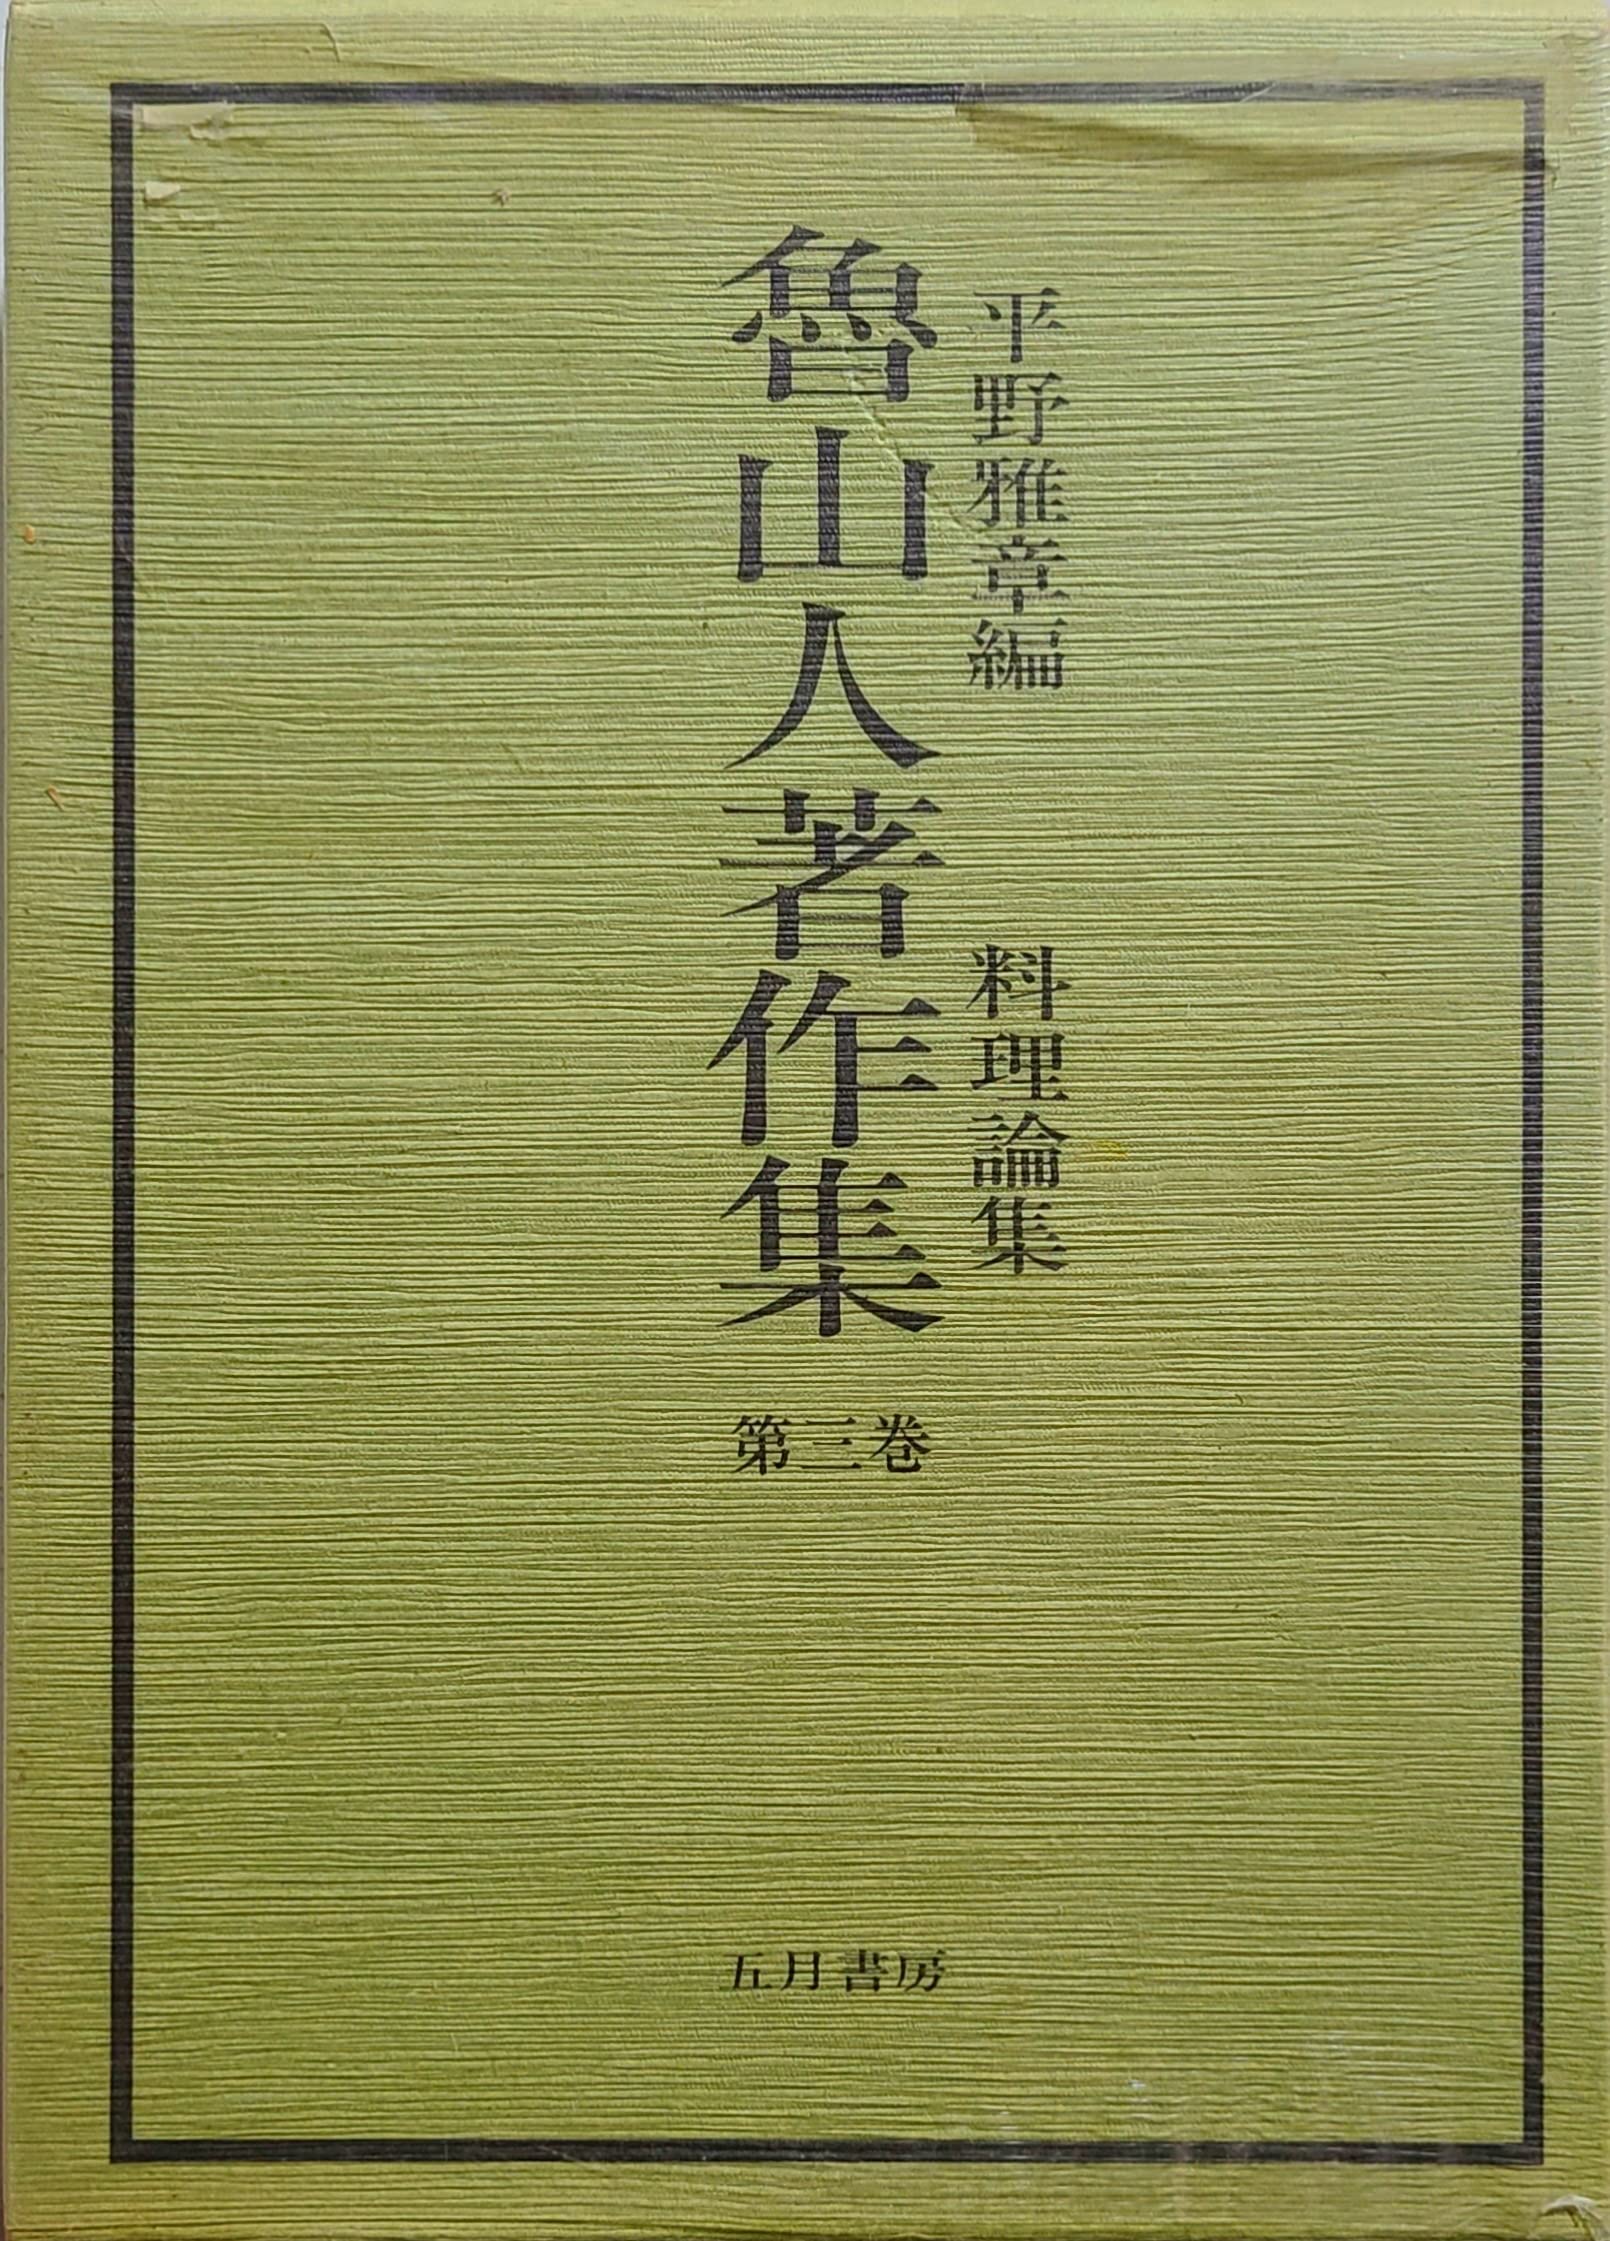 平野雅章編　料理論集
魯山人著作集
第三巻
五月書房